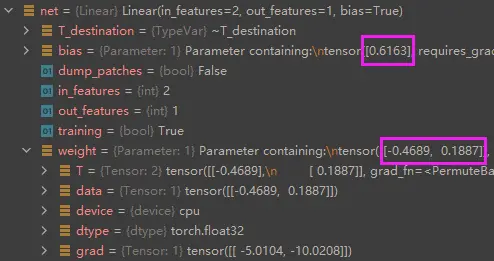 net = {Linear} Linear(in_features=2, out_features=1, bias=True)
T_destination = {TypeVar} ~T_destination
bias = {Parameter: 1} Parameter containing:\ntensor([0.6163], requires_grad
dump_patches = {bool} False
in_features = {int} 2
out_features = {int} 1
training = {bool} True
weight = {Parameter: 1} Parameter containing:\ntensor([[-0.4689, 0.1887]],
T = {Tensor: 2} tensor([[-0.4689],\n [ 0.1887]], grad_fn=<PermuteBa
data = {Tensor: 1} tensor([[-0.4689, 0.1887]])
device = {device} cpu
dtype = {dtype} torch.float32
grad = {Tensor: 1} tensor([[ -5.0104, -10.0208]])